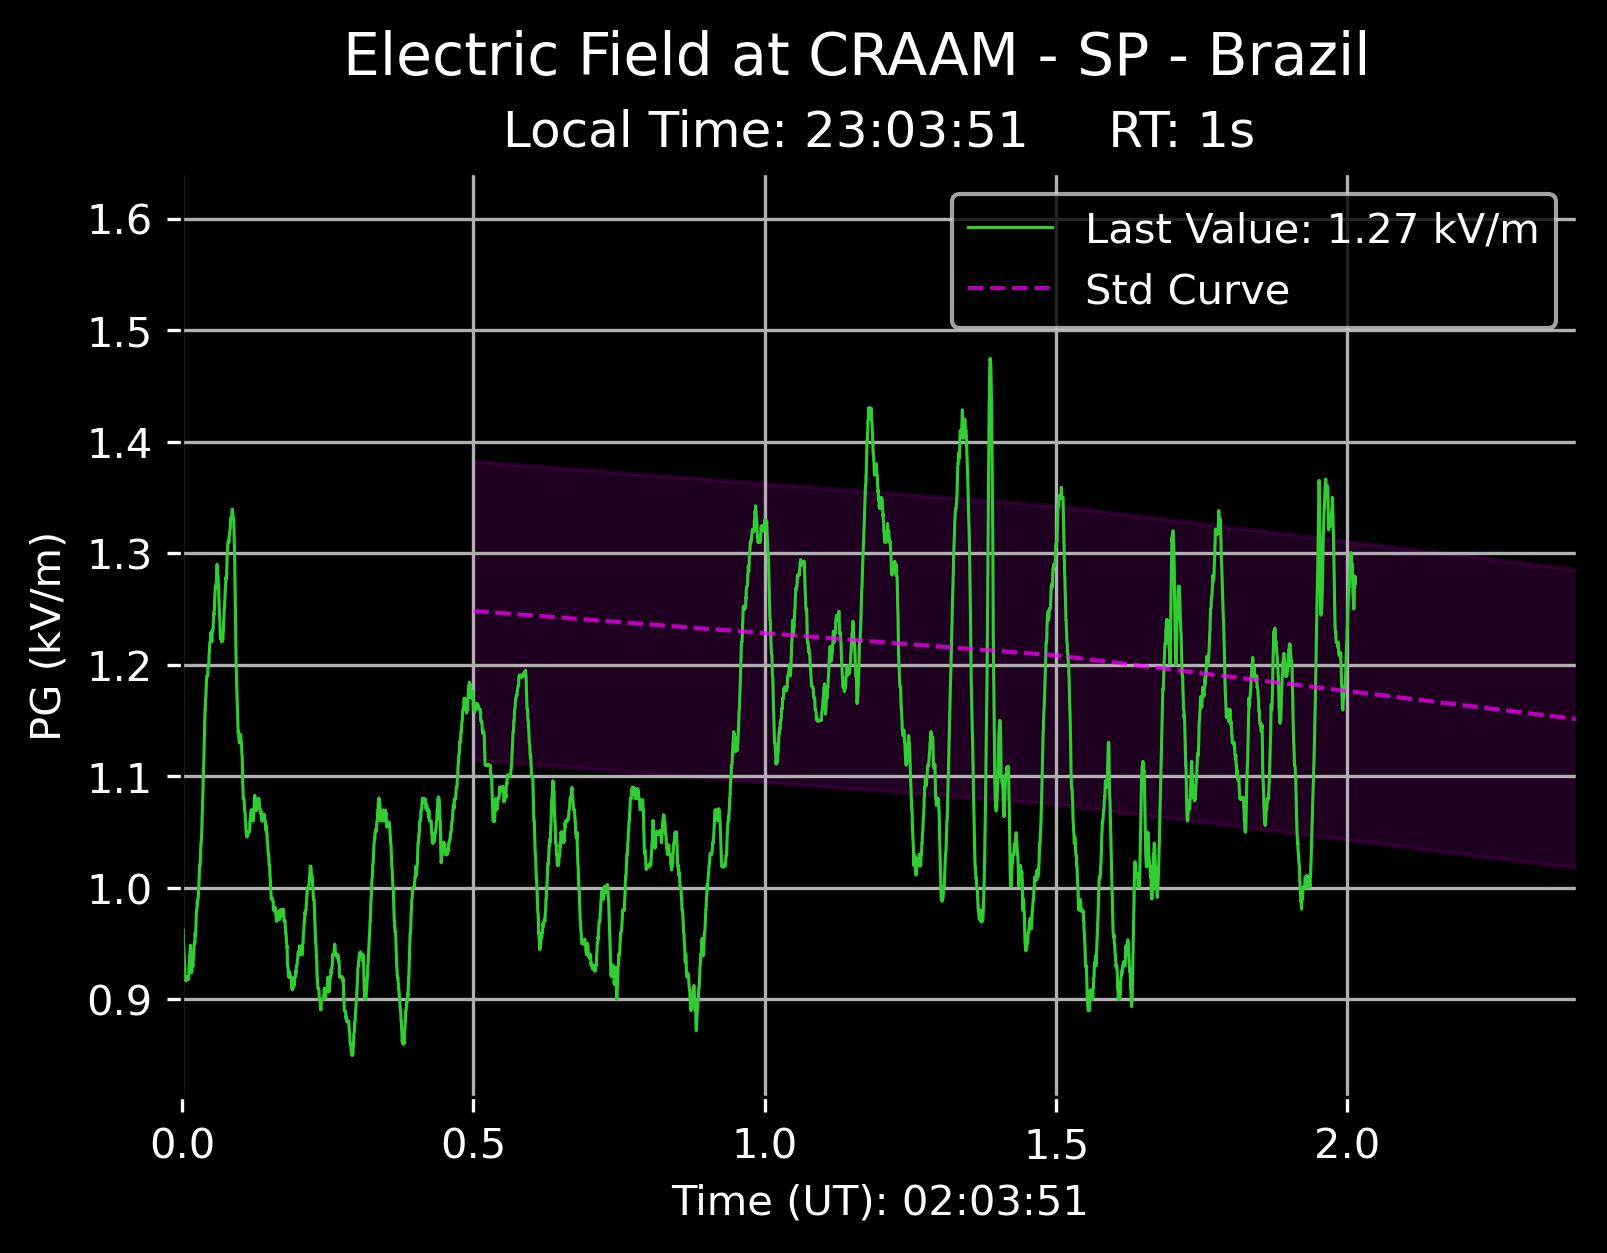 Electric Field at CRAAM - SP - Brazil
Local Time: 23:03:51 RT: 1s
Last Value: 1.27 kV/m
Std Curve
PG (kV/m)
1.6
1.5
1.4
1.3
1.2
1.1
1.0
0.9
0.0 0.5 1.0 1.5 2.0
Time (UT): 02:03:51